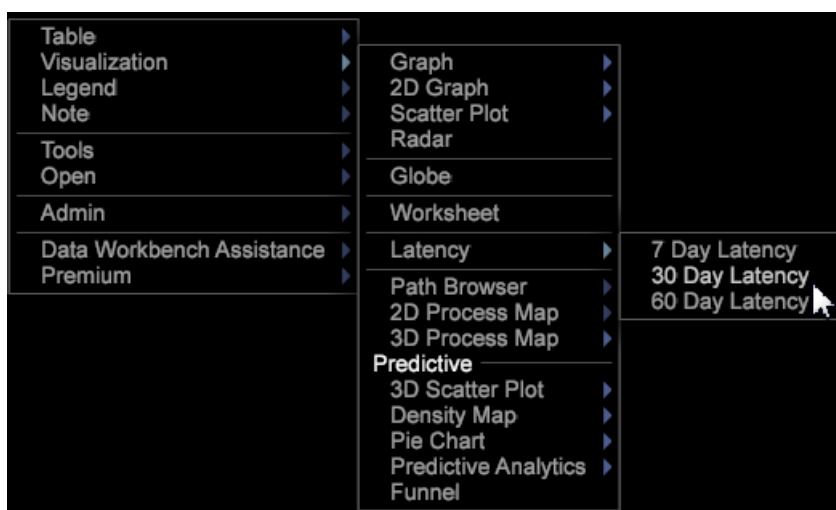 Table
Visualization
Legend
Note
Tools
Open
Admin
Data Workbench Assistance
Premium
Graph
2D Graph
Scatter Plot
Radar
Globe
Worksheet
Latency
Path Browser
2D Process Map
3D Process Map
Predictive
3D Scatter Plot
Density Map
Pie Chart
Predictive Analytics
Funnel
7 Day Latency
30 Day Latency
60 Day Latency